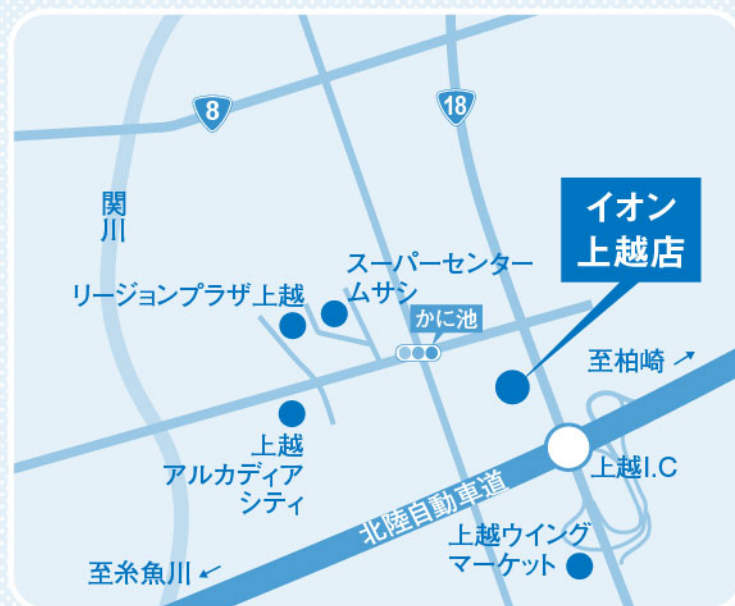 8
18
関川
イオン
上越店
スーパーセンター
ムサシ
リージョンプラザ上越
かに池
至柏崎
上越
アルカディア
シティ
上越I.C
北陸自動車道
上越ウイング
マーケット
至糸魚川